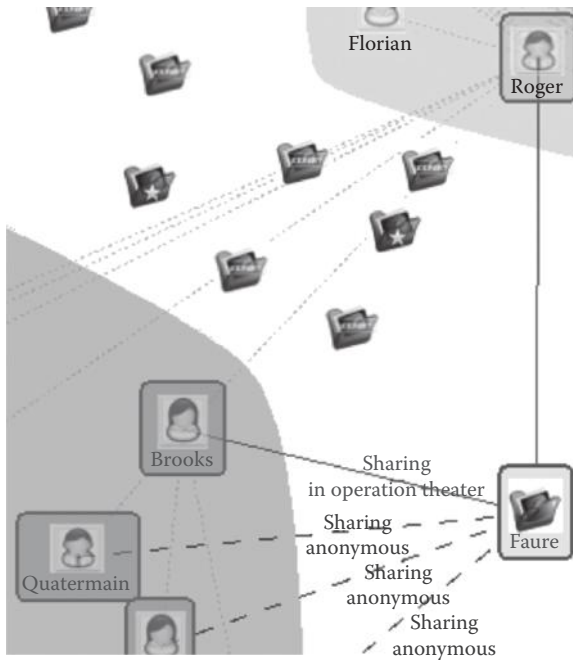 Florian
Roger
Brooks
Sharing
in operation theater
Sharing
anonymous
Faure
Quatermain
Sharing
anonymous
Sharing
anonymous